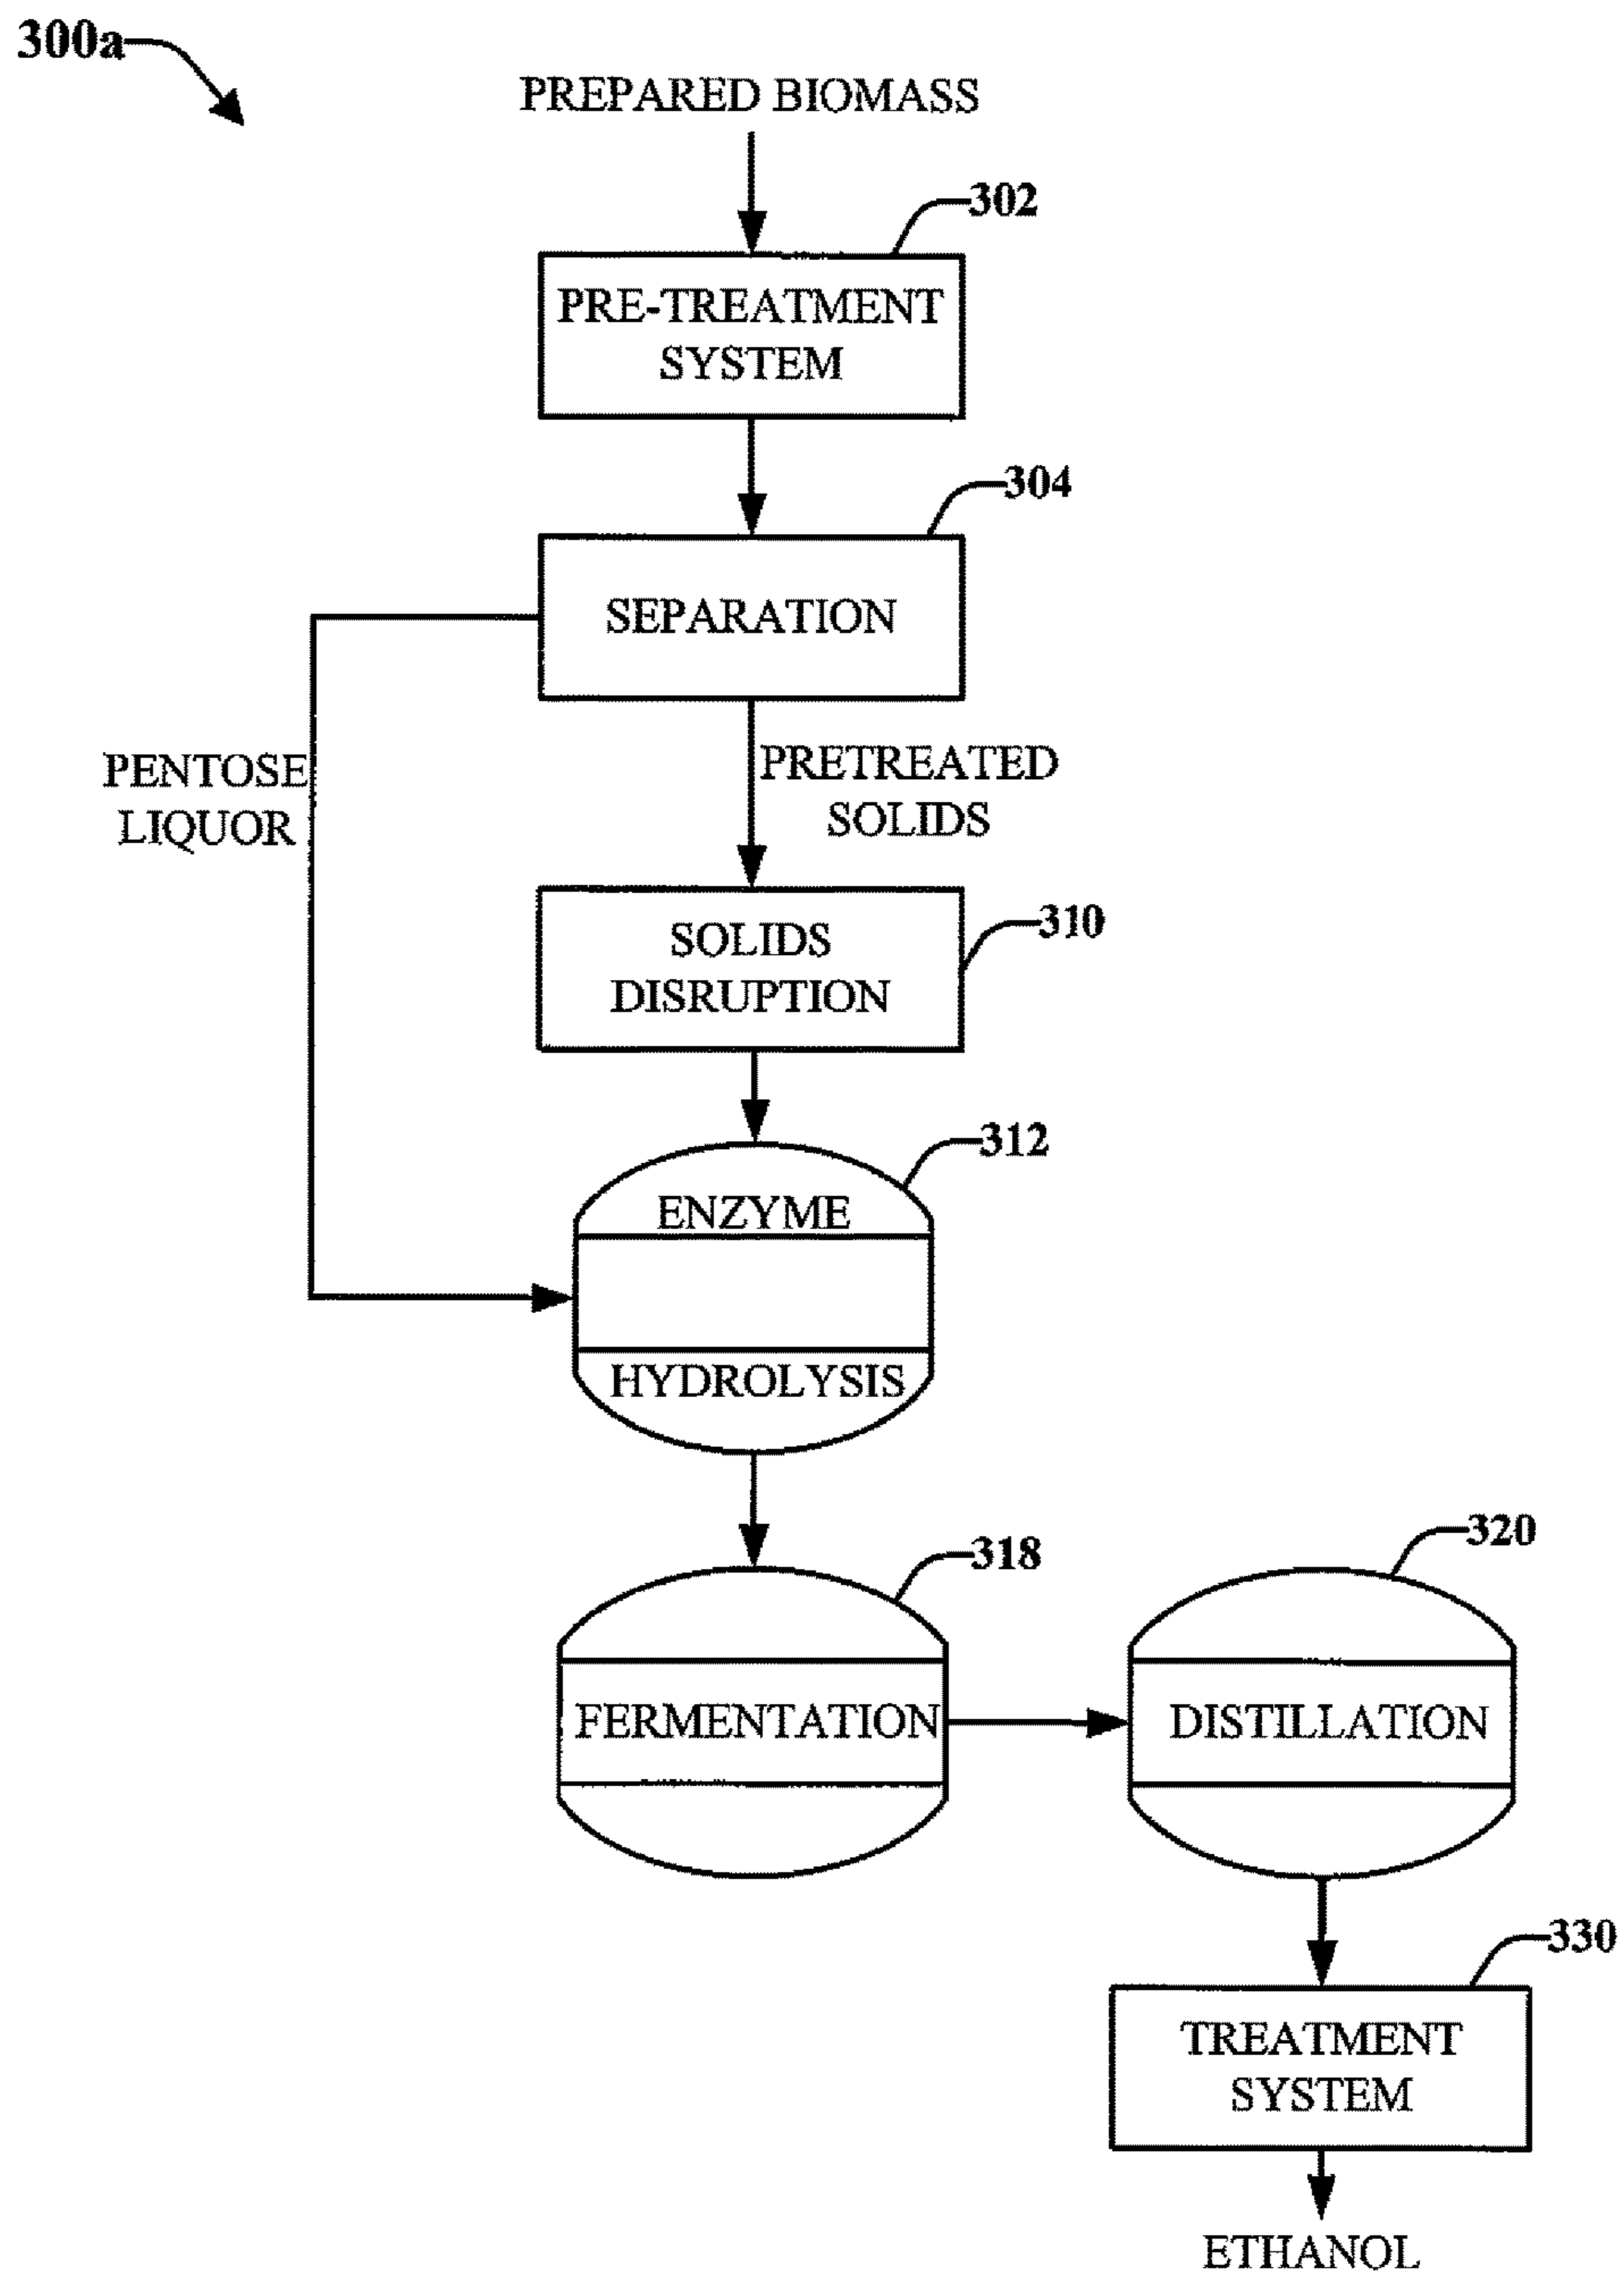 300a
PREPARED BIOMASS
302
PRE-TREATMENT
SYSTEM
304
SEPARATION
PENTOSE
LIQUOR
PRETREATED
SOLIDS
310
SOLIDS
DISRUPTION
312
ENZYME
HYDROLYSIS
318
FERMENTATION
320
DISTILLATION
330
TREATMENT
SYSTEM
ETHANOL